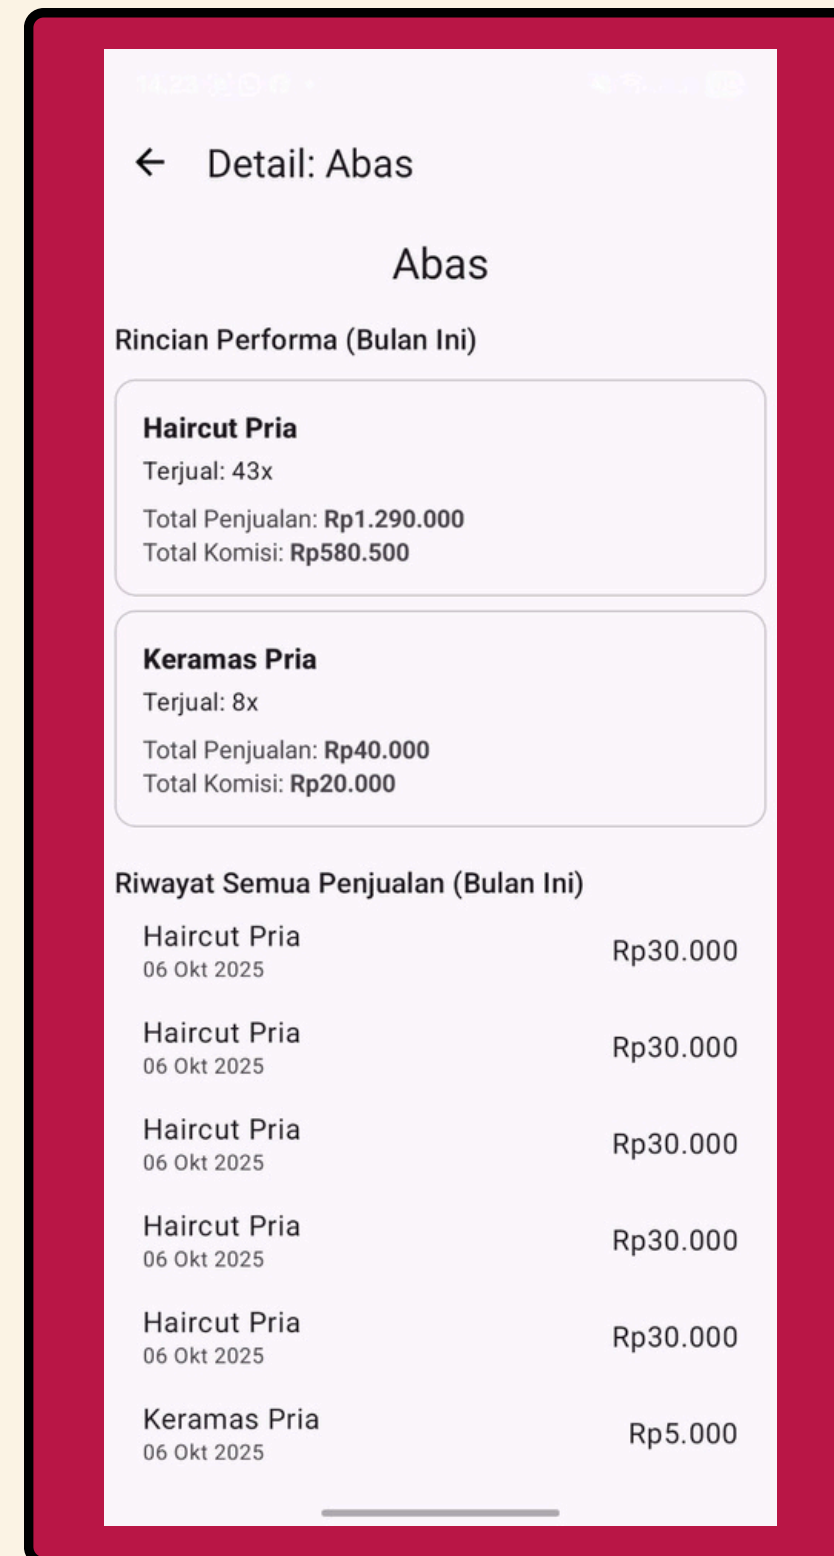 Detail: Abas
Abas
Rincian Performa (Bulan Ini)
Haircut Pria
Terjual: 43x
Total Penjualan: Rp1.290.000
Total Komisi: Rp580.500
Keramas Pria
Terjual: 8x
Total Penjualan: Rp40.000
Total Komisi: Rp20.000
Riwayat Semua Penjualan (Bulan Ini)
Haircut Pria
Rp30.000
06 Okt 2025
Haircut Pria
Rp30.000
06 Okt 2025
Haircut Pria
Rp30.000
06 Okt 2025
Haircut Pria
Rp30.000
06 Okt 2025
Haircut Pria
Rp30.000
06 Okt 2025
Keramas Pria
Rp5.000
06 Okt 2025